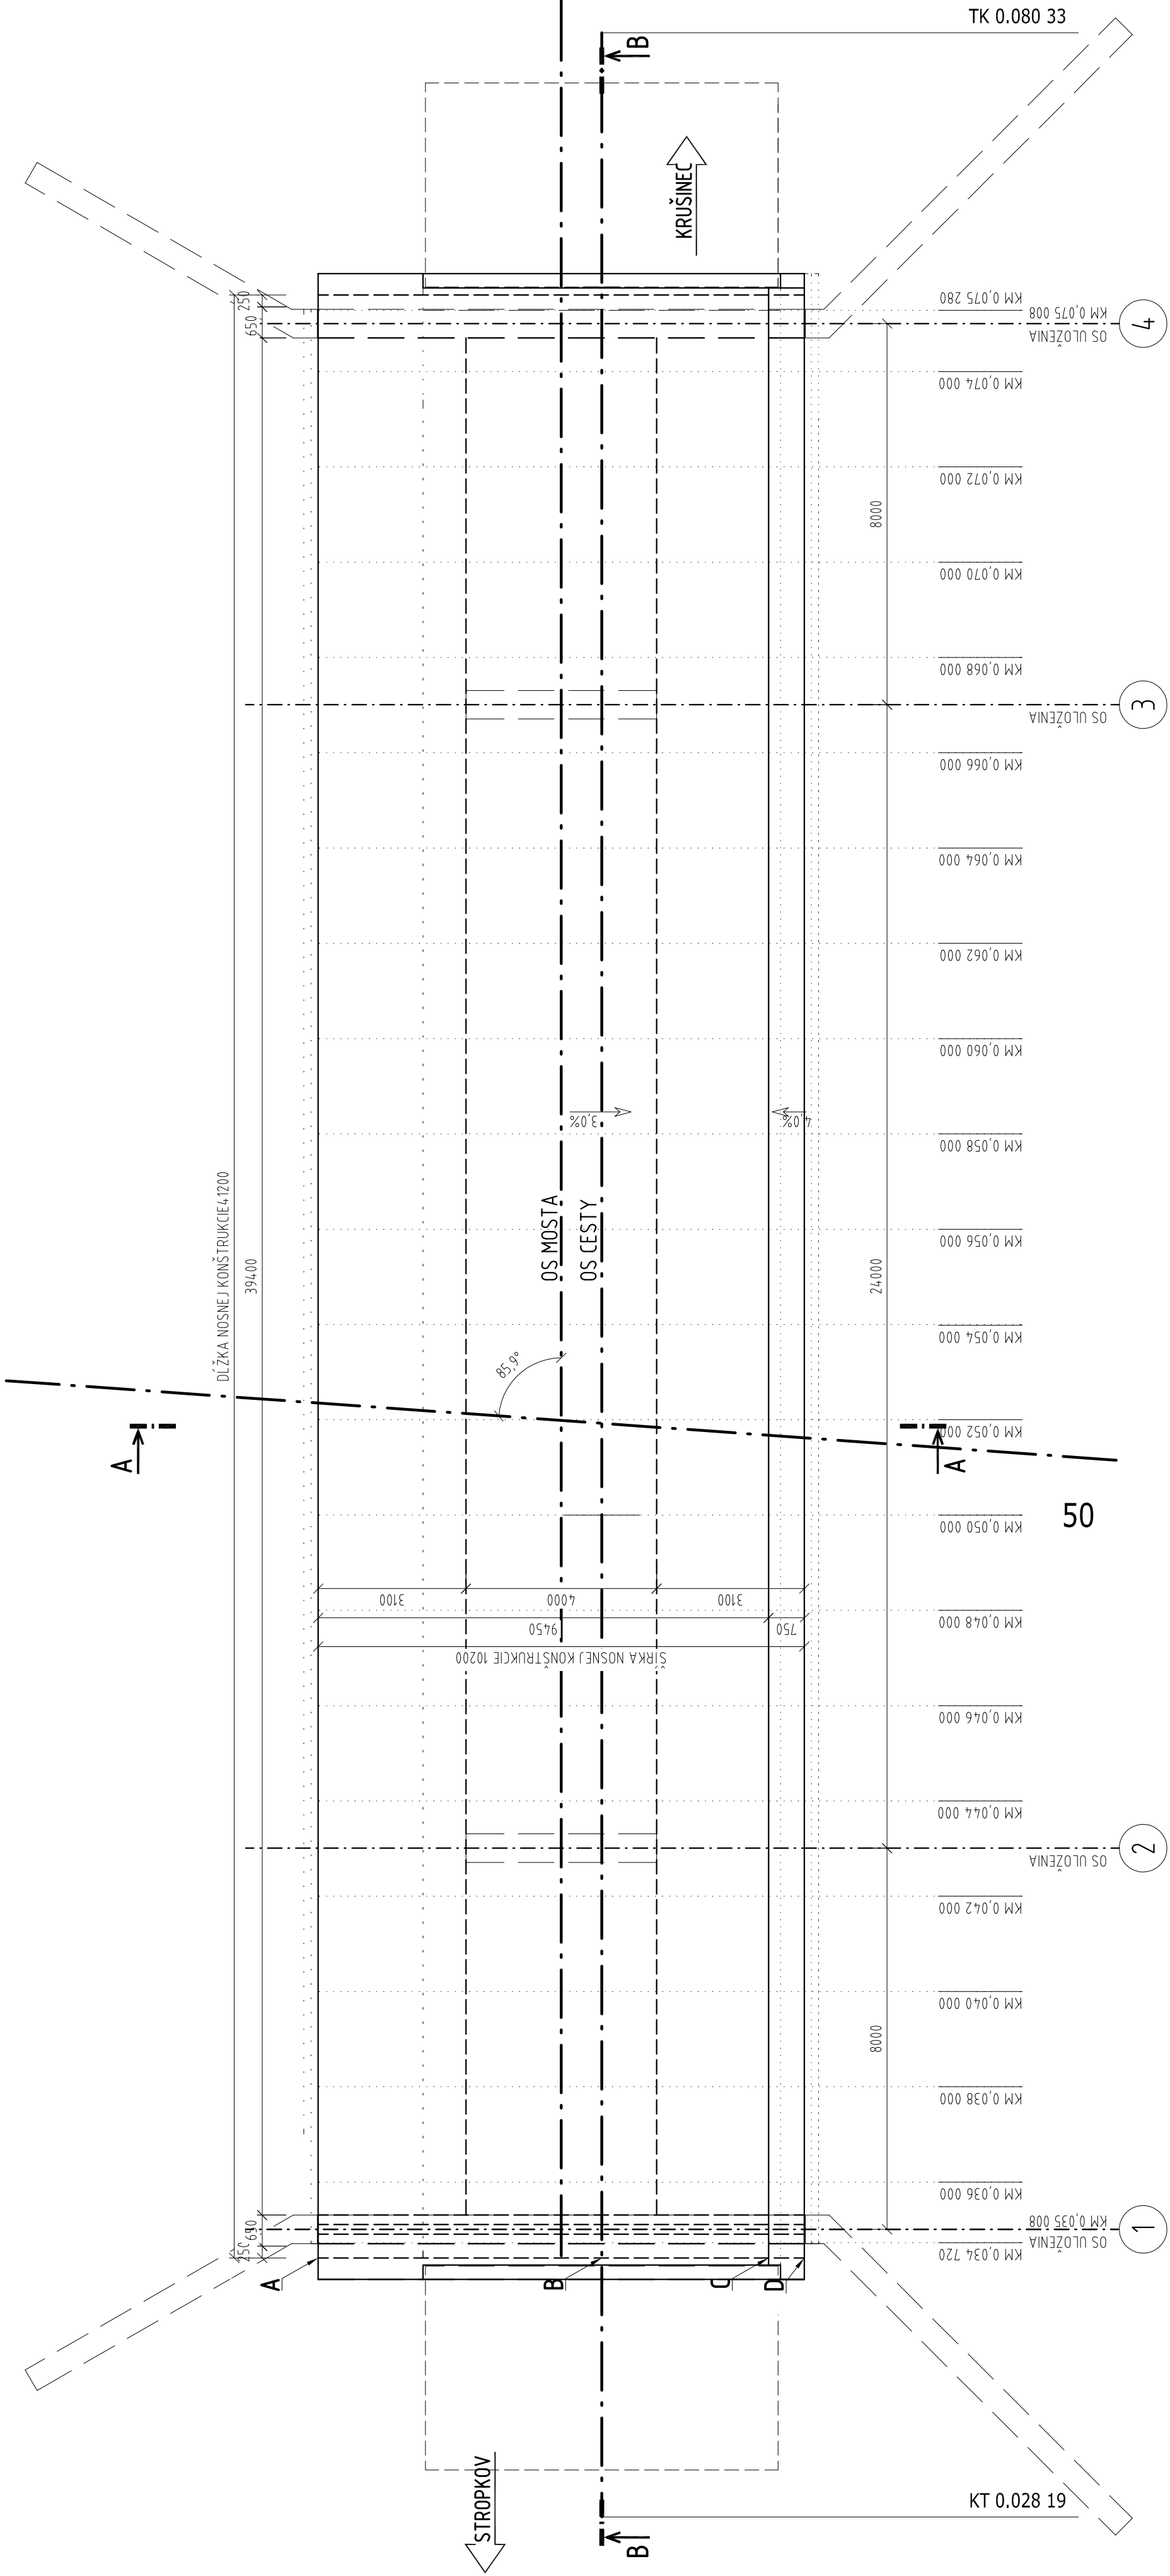 TK 0.080 33
B
KRUŠINEC
250
650
KM 0,075 280
KM 0,075 008
OS ULOŽENIA
4
KM 0,074 000
KM 0,072 000
8000
KM 0,070 000
KM 0,068 000
OS ULOŽENIA
3
KM 0,066 000
KM 0,064 000
KM 0,062 000
KM 0,060 000
3,0%
4,0%
KM 0,058 000
DĹŽKA NOSNEJ KONŠTRUKCIE41200
39400
OS MOSTA
OS CESTY
KM 0,056 000
24000
KM 0,054 000
85,9°
KM 0,052 000
A
A
50
KM 0,050 000
3100
4000
3100
KM 0,048 000
9450
750
ŠÍRKA NOSNEJ KONŠTRUKCIE 10200
KM 0,046 000
KM 0,044 000
OS ULOŽENIA
2
KM 0,042 000
KM 0,040 000
8000
KM 0,038 000
KM 0,036 000
KM 0,035 008
OS ULOŽENIA
1
KM 0,034 720
650
250
A
B
C
D
STROPKOV
KT 0.028 19
B